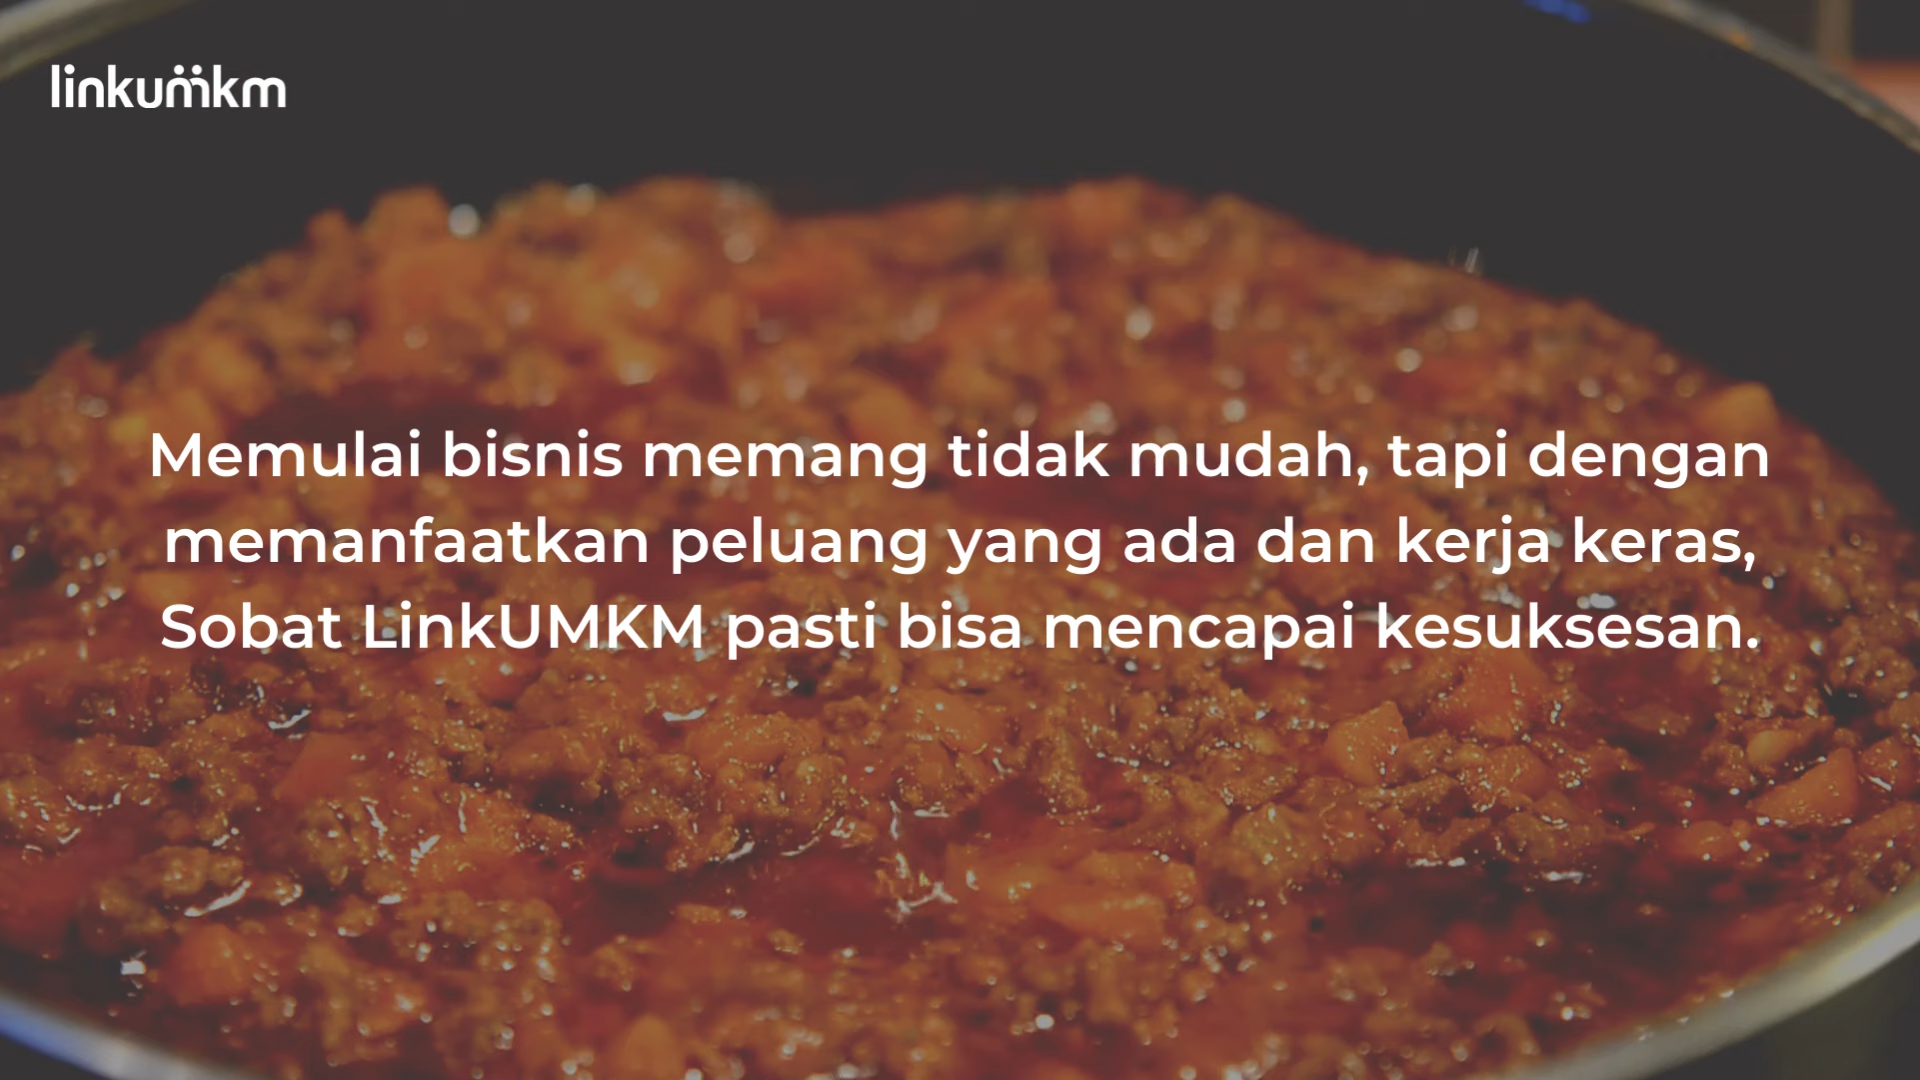 linkumkm
Memulai bisnis memang tidak mudah, tapi dengan
memanfaatkan peluang yang ada dan kerja keras,
Sobat LinkUMKM pasti bisa mencapai kesuksesan.